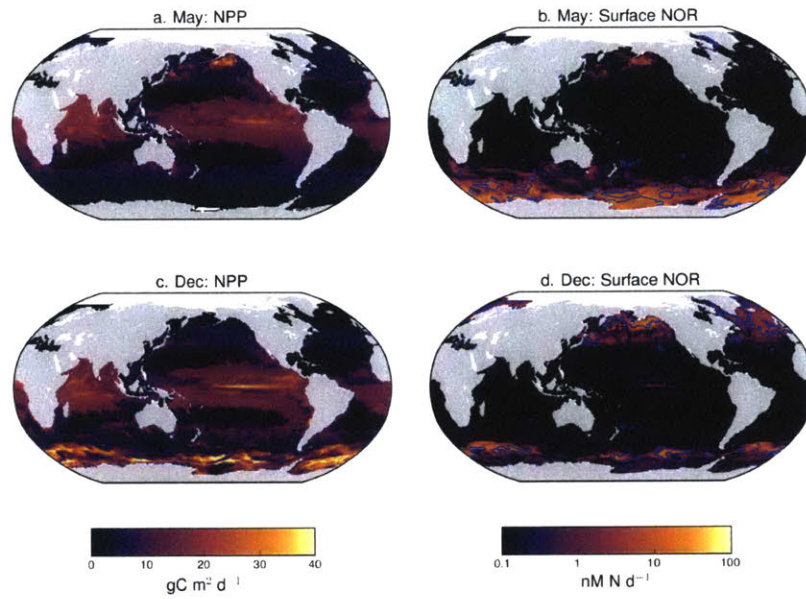 a. May: NPP
b. May: Surface NOR
c. Dec: NPP
d. Dec: Surface NOR
0 10 20 30 40
gC m² d⁻¹
0.1 1 10 100
nM N d⁻¹